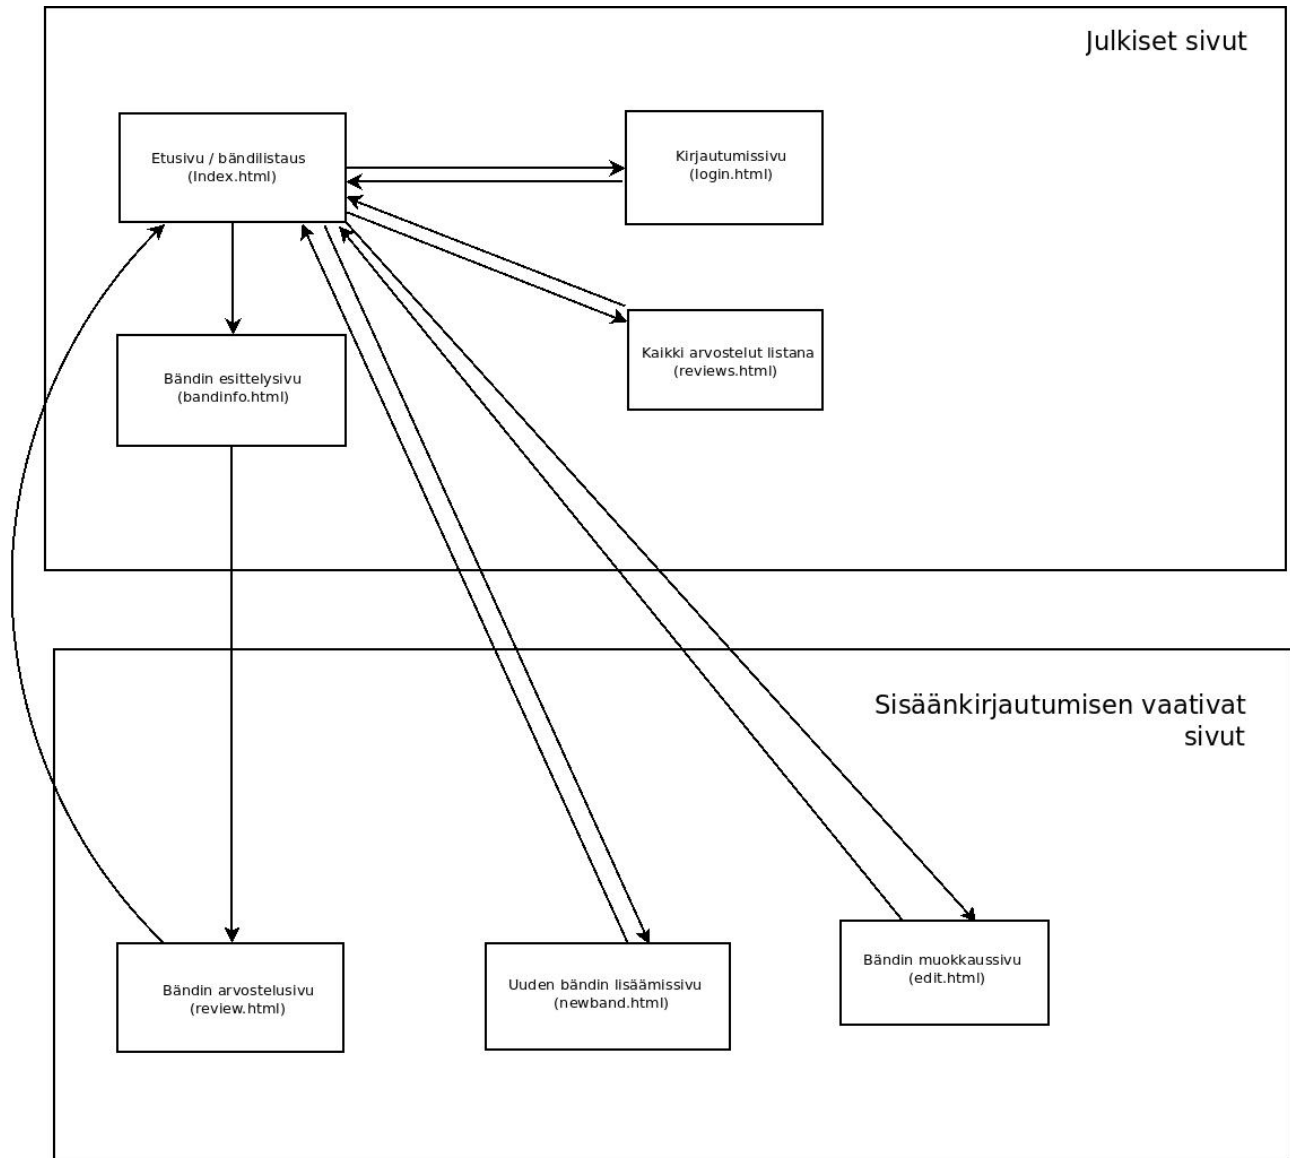 Julkiset sivut
Etusivu / bändilistaus
(Index.html)
Kirjautumissivu
(login.html)
Kaikki arvostelut listana
(reviews.html)
Bändin esittelysivu
(bandinfo.html)
Sisäänkirjautumisen vaativat
sivut
Bändin arvostelusivu
(review.html)
Uuden bändin lisäämissivu
(newband.html)
Bändin muokkaussivu
(edit.html)